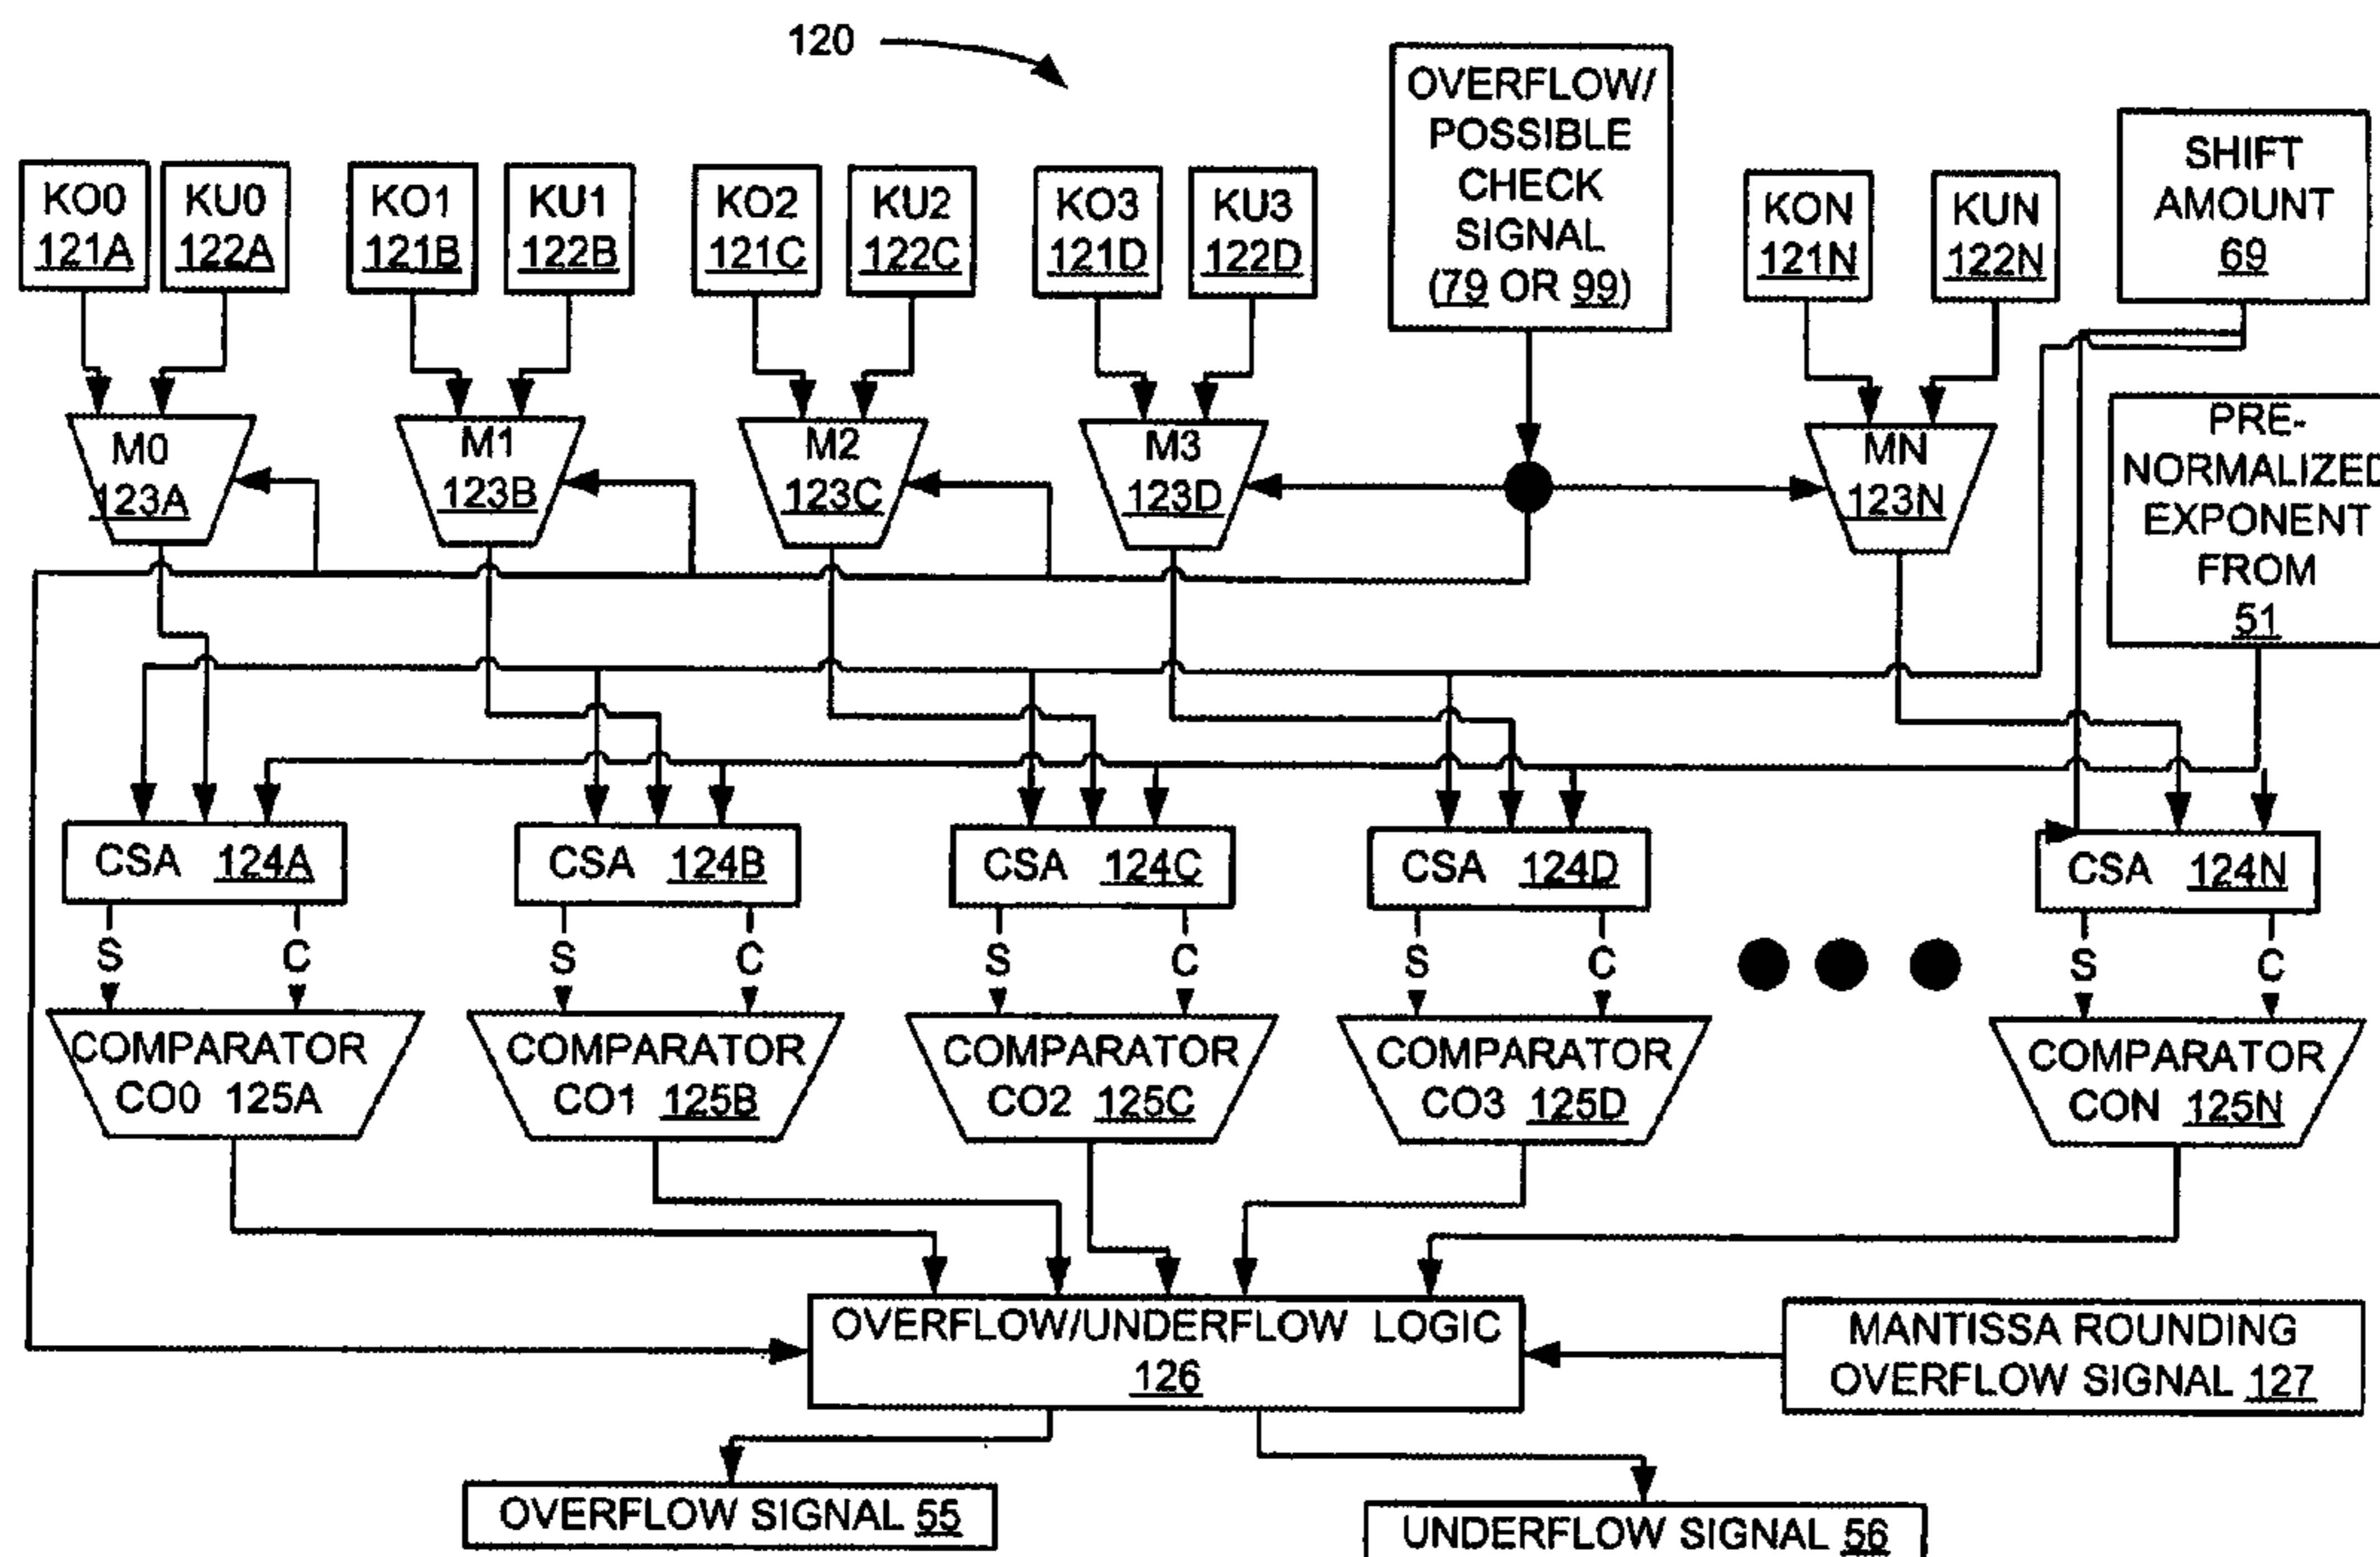 120
OVERFLOW/
POSSIBLE
CHECK
SIGNAL
(79 OR 99)
SHIFT
AMOUNT
69
KO0
121A
KU0
122A
KO1
121B
KU1
122B
KO2
121C
KU2
122C
KO3
121D
KU3
122D
KON
121N
KUN
122N
PRE-
NORMALIZED
EXPONENT
FROM
51
M0
123A
M1
123B
M2
123C
M3
123D
MN
123N
CSA 124A
CSA 124B
CSA 124C
CSA 124D
CSA 124N
S C
S C
S C
S C
S C
COMPARATOR
CO0 125A
COMPARATOR
CO1 125B
COMPARATOR
CO2 125C
COMPARATOR
CO3 125D
COMPARATOR
CON 125N
OVERFLOW/UNDERFLOW LOGIC
126
MANTISSA ROUNDING
OVERFLOW SIGNAL 127
OVERFLOW SIGNAL 55
UNDERFLOW SIGNAL 56